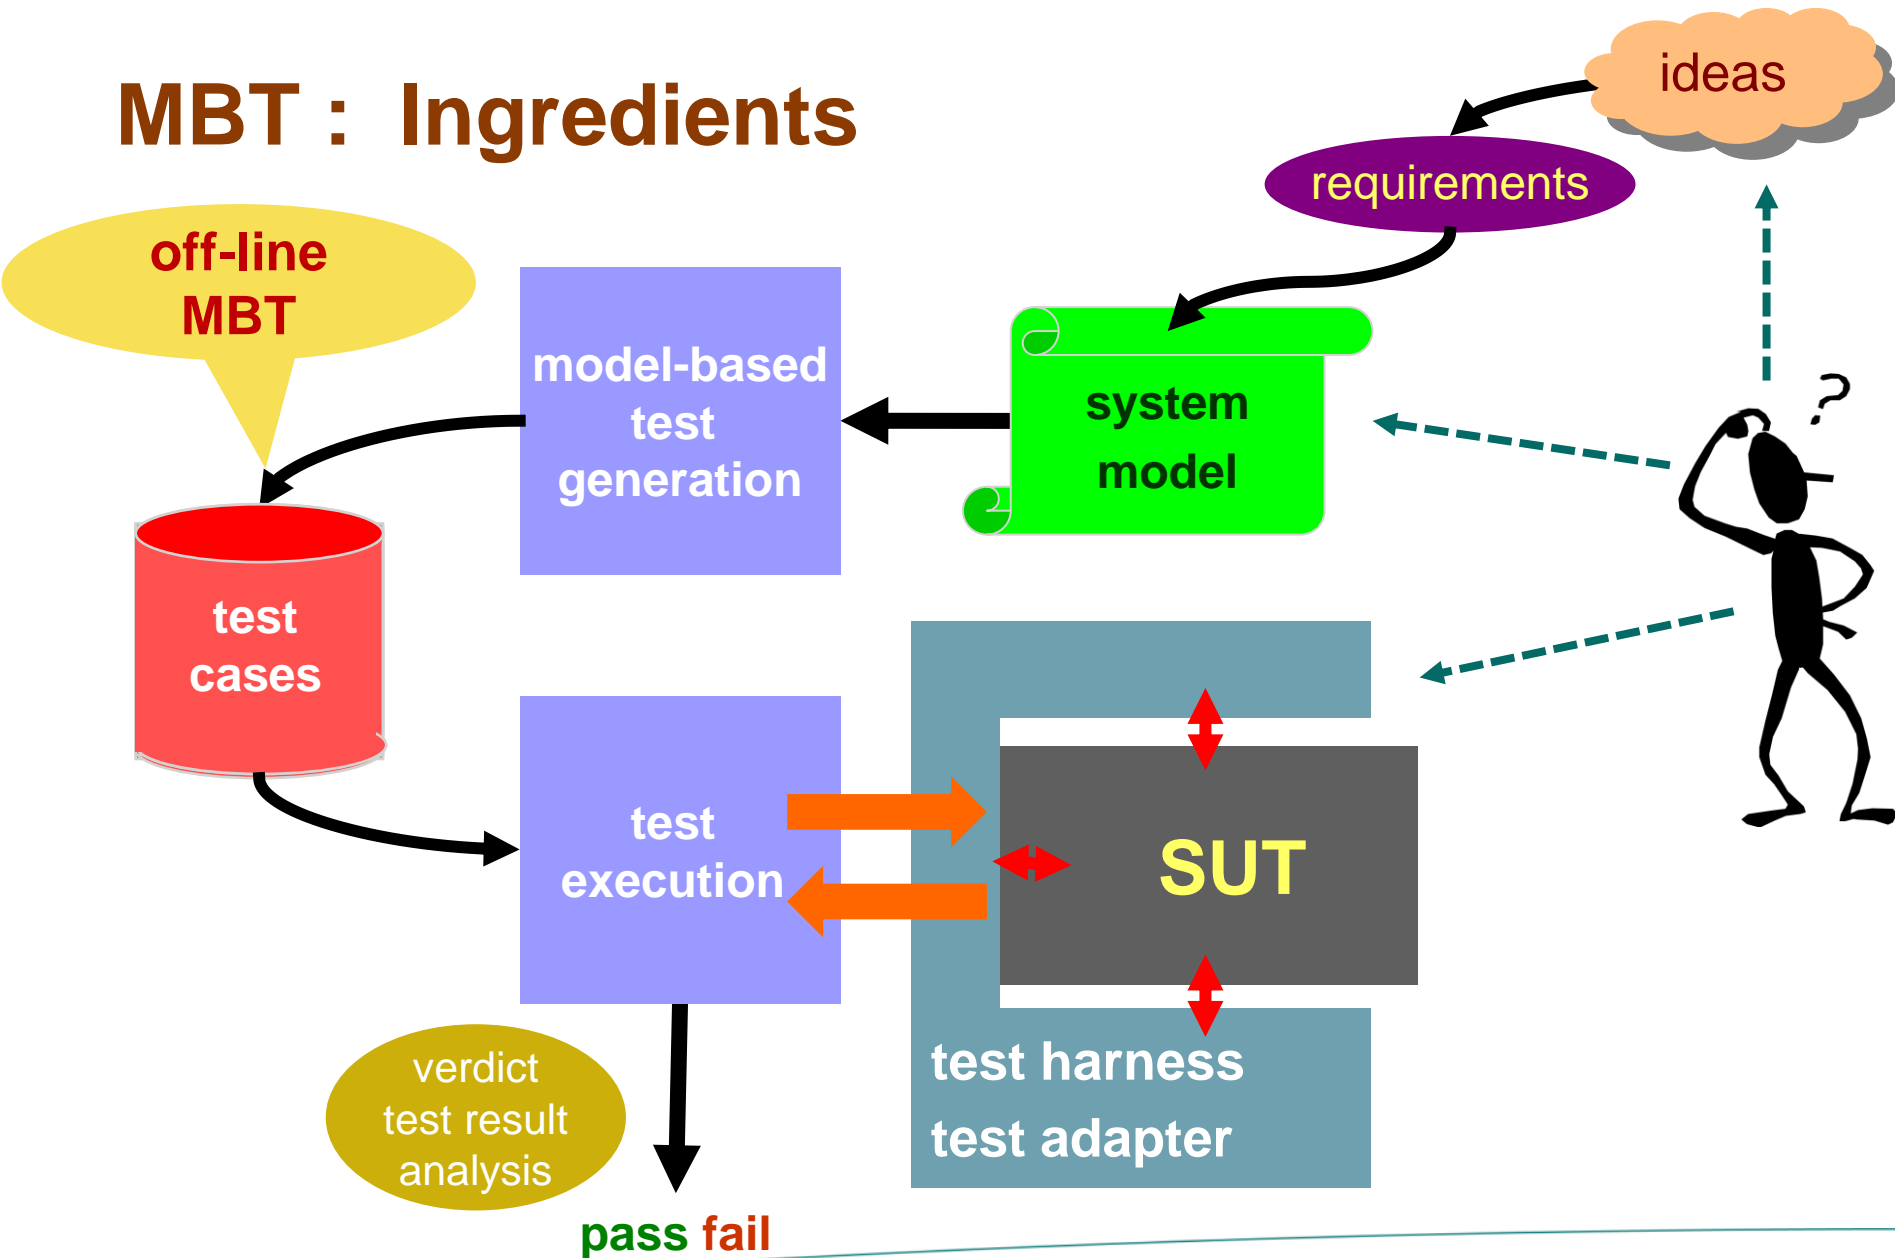 MBT : Ingredients
ideas
requirements
off-line
MBT
model-based
test
generation
system
model
?
test
cases
test
execution
SUT
test harness
test adapter
verdict
test result
analysis
pass fail